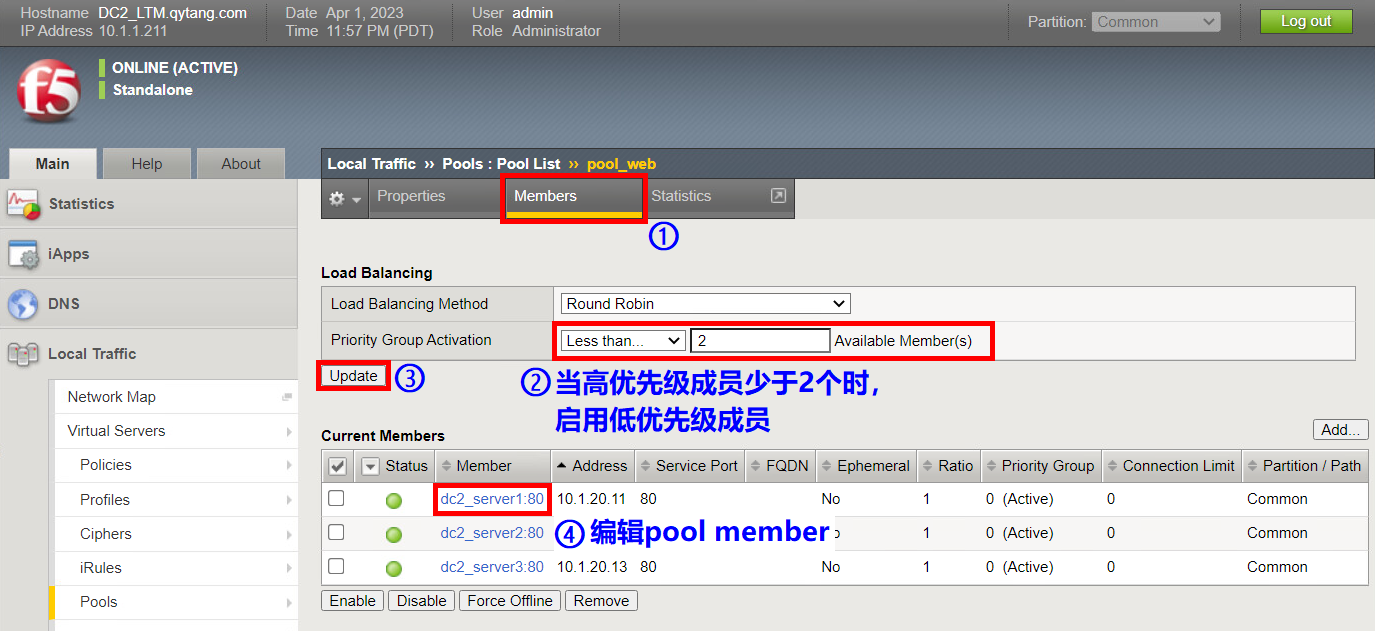 Hostname DC2_LTM.qytang.com Date Apr 1, 2023 User admin Partition: Common Log out
IP Address 10.1.1.211 Time 11:57 PM (PDT) Role Administrator
f5
ONLINE (ACTIVE)
Standalone
Main Help About
Local Traffic ›› Pools : Pool List ›› pool_web
Properties Members Statistics
①
Statistics
iApps
DNS
Local Traffic
Network Map
Virtual Servers
Policies
Profiles
Ciphers
iRules
Pools
Load Balancing
Load Balancing Method Round Robin
Priority Group Activation Less than... 2 Available Member(s)
Update ③
②当高优先级成员少于2个时,
启用低优先级成员
Current Members Add...
Status Member Address Service Port FQDN Ephemeral Ratio Priority Group Connection Limit Partition / Path
dc2_server1:80 10.1.20.11 80 No 1 0 (Active) 0 Common
dc2_server2:80 1 0 (Active) 0 Common
④编辑pool member
dc2_server3:80 10.1.20.13 80 No 1 0 (Active) 0 Common
Enable Disable Force Offline Remove